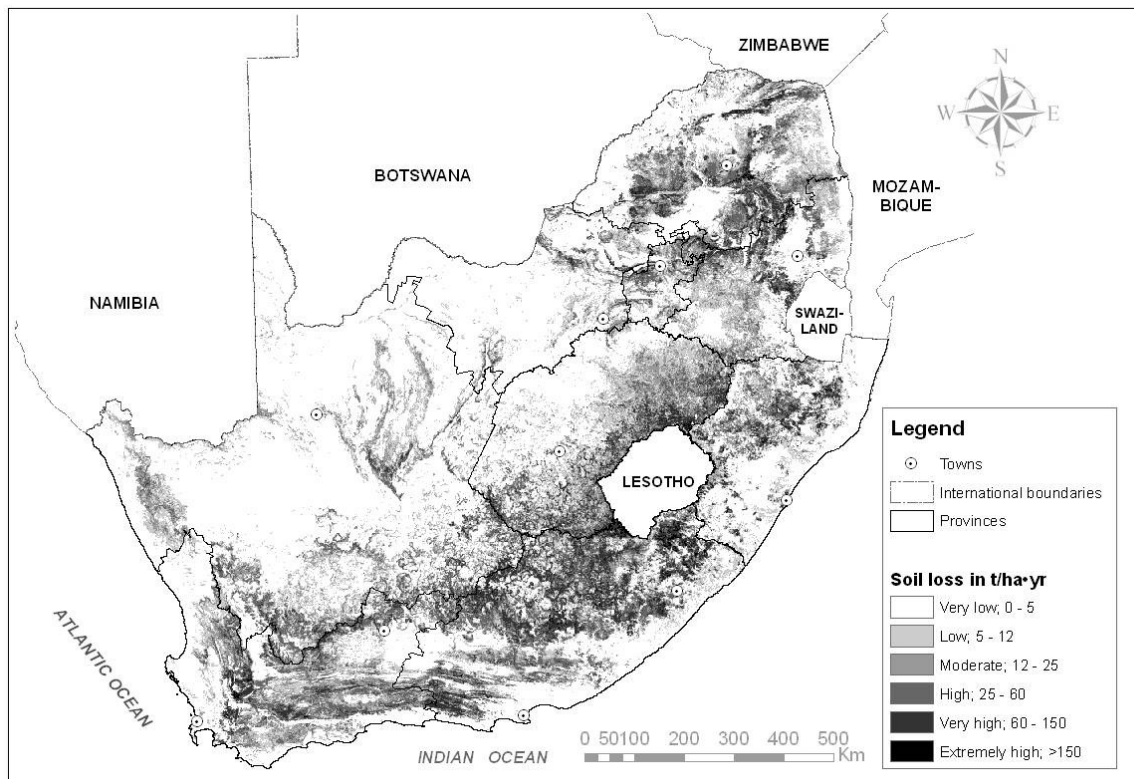 ZIMBABWE
N
W
E
S
BOTSWANA
MOZAM-
BIQUE
NAMIBIA
SWAZI-
LAND
LESOTHO
ATLANTIC OCEAN
INDIAN OCEAN
0 50 100 200 300 400 500
Km
Legend
Towns
International boundaries
Provinces
Soil loss in t/ha•yr
Very low; 0 - 5
Low; 5 - 12
Moderate; 12 - 25
High; 25 - 60
Very high; 60 - 150
Extremely high; >150